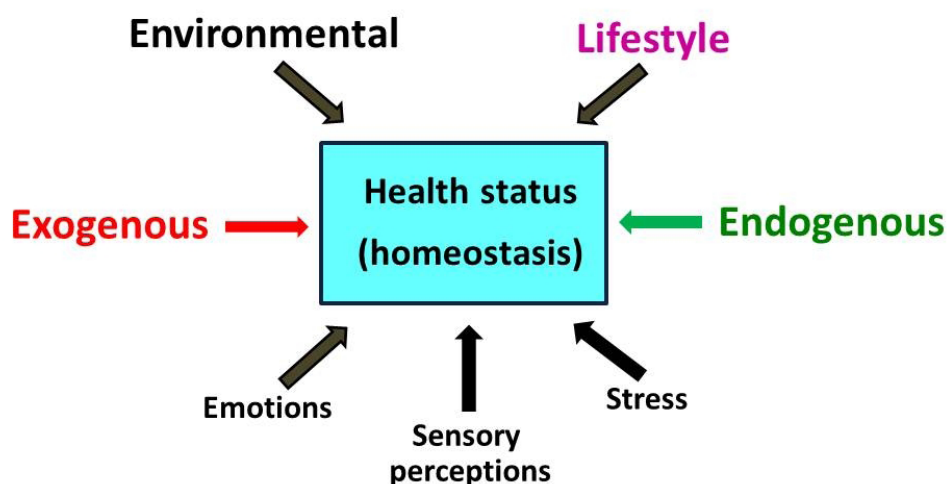 Environmental
Lifestyle
Health status
(homeostasis)
Exogenous
Endogenous
Emotions
Sensory
perceptions
Stress